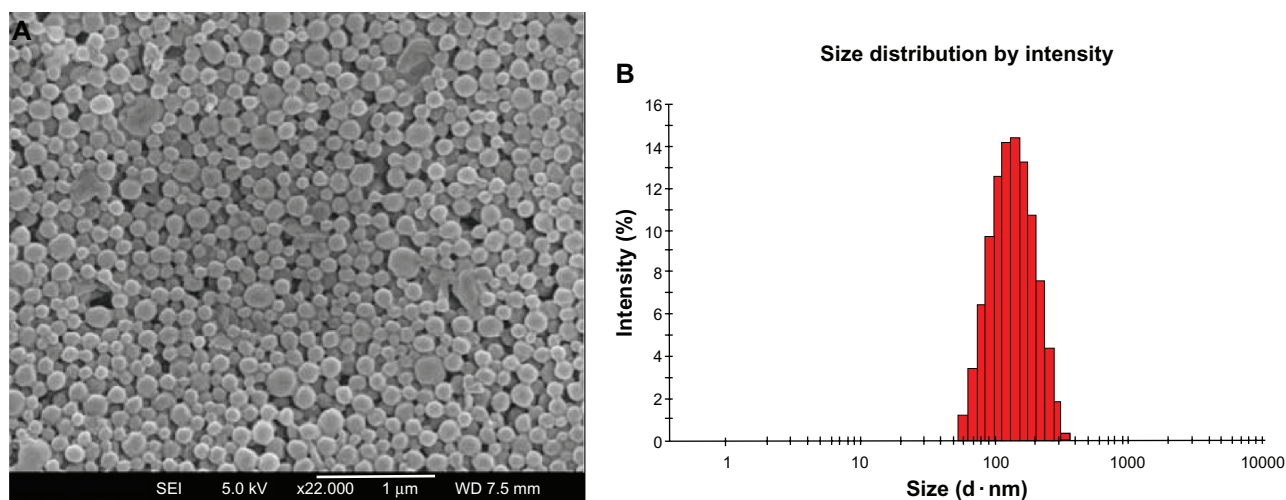 A
SEI 5.0 kV x22.000 1 μm WD 7.5 mm
B
Size distribution by intensity
Intensity (%)
16
14
12
10
8
6
4
2
0
1 10 100 1000 10000
Size (d·nm)